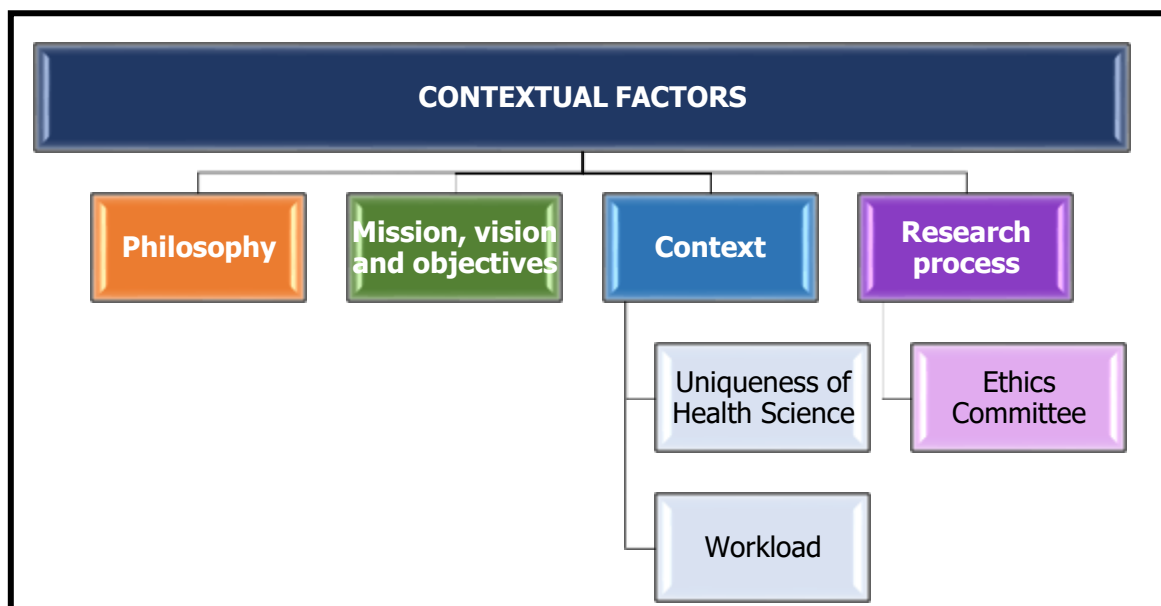 CONTEXTUAL FACTORS
Philosophy
Mission, vision
and objectives
Context
Research
process
Uniqueness of
Health Science
Ethics
Committee
Workload